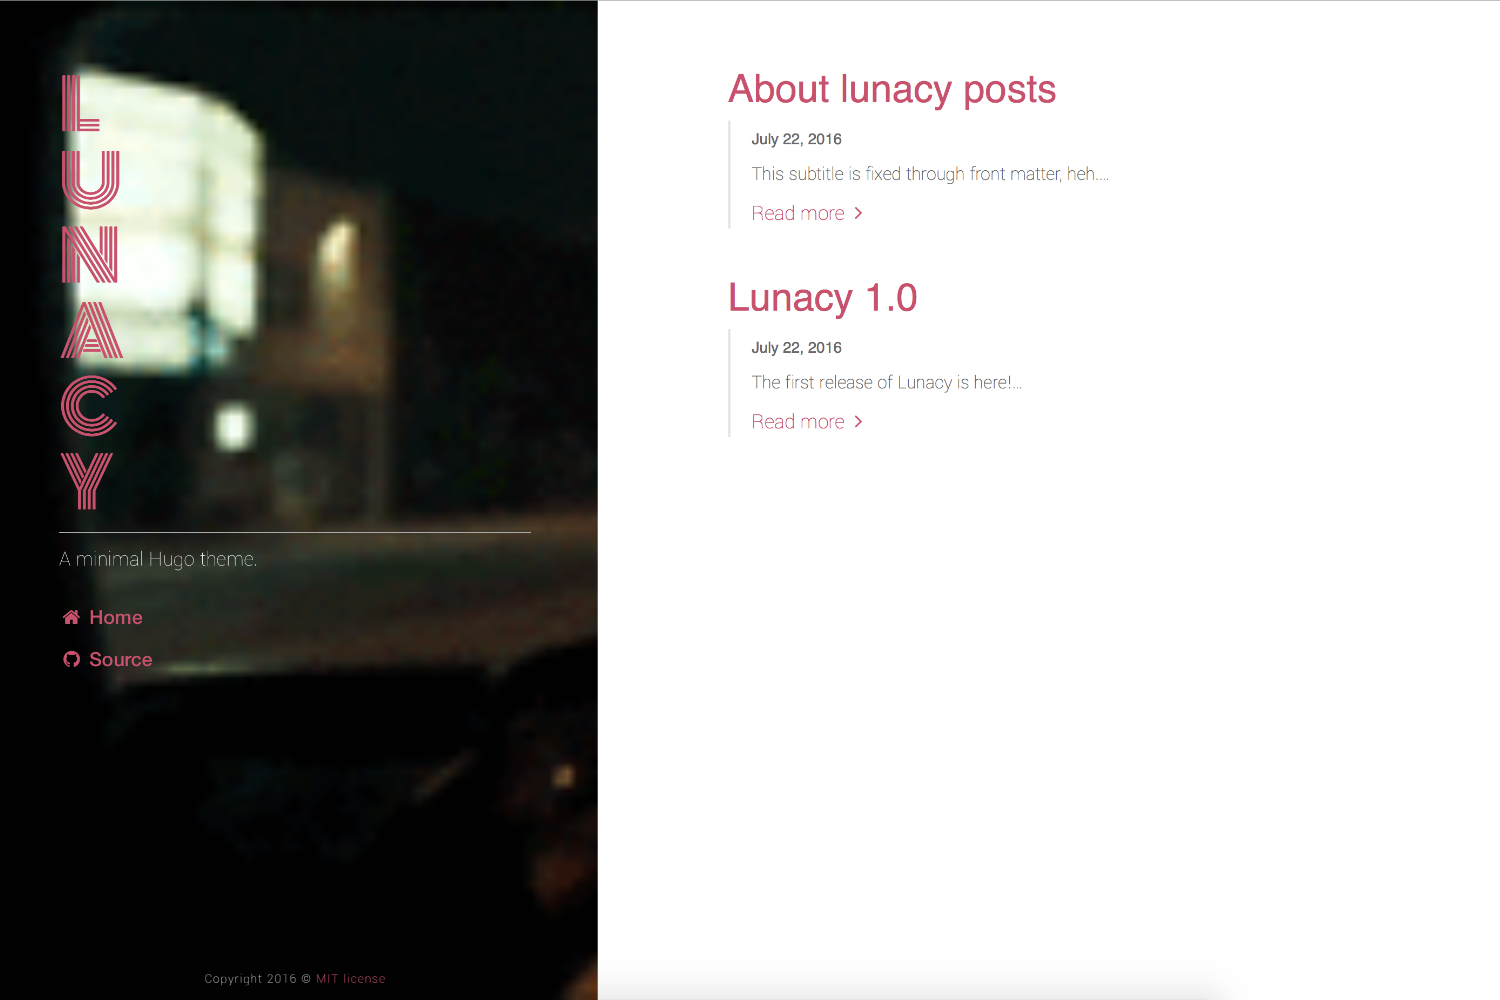 L
U
N
A
C
Y
A minimal Hugo theme.
Home
Source
Copyright 2016 © MIT license
About lunacy posts
July 22, 2016
This subtitle is fixed through front matter, heh....
Read more
Lunacy 1.0
July 22, 2016
The first release of Lunacy is here!...
Read more